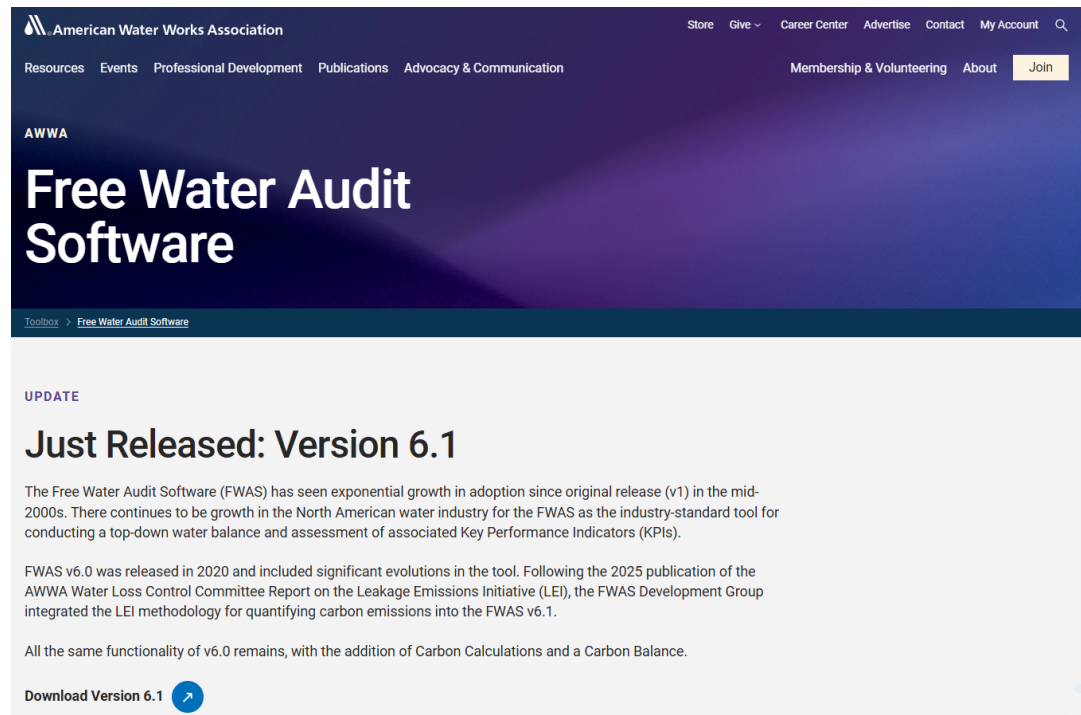 American Water Works Association
Store Give Career Center Advertise Contact My Account
Resources Events Professional Development Publications Advocacy & Communication
Membership & Volunteering About Join
AWWA
Free Water Audit
Software
Toolbox > Free Water Audit Software
UPDATE
Just Released: Version 6.1
The Free Water Audit Software (FWAS) has seen exponential growth in adoption since original release (v1) in the mid-
2000s. There continues to be growth in the North American water industry for the FWAS as the industry-standard tool for
conducting a top-down water balance and assessment of associated Key Performance Indicators (KPIs).
FWAS v6.0 was released in 2020 and included significant evolutions in the tool. Following the 2025 publication of the
AWWA Water Loss Control Committee Report on the Leakage Emissions Initiative (LEI), the FWAS Development Group
integrated the LEI methodology for quantifying carbon emissions into the FWAS v6.1.
All the same functionality of v6.0 remains, with the addition of Carbon Calculations and a Carbon Balance.
Download Version 6.1